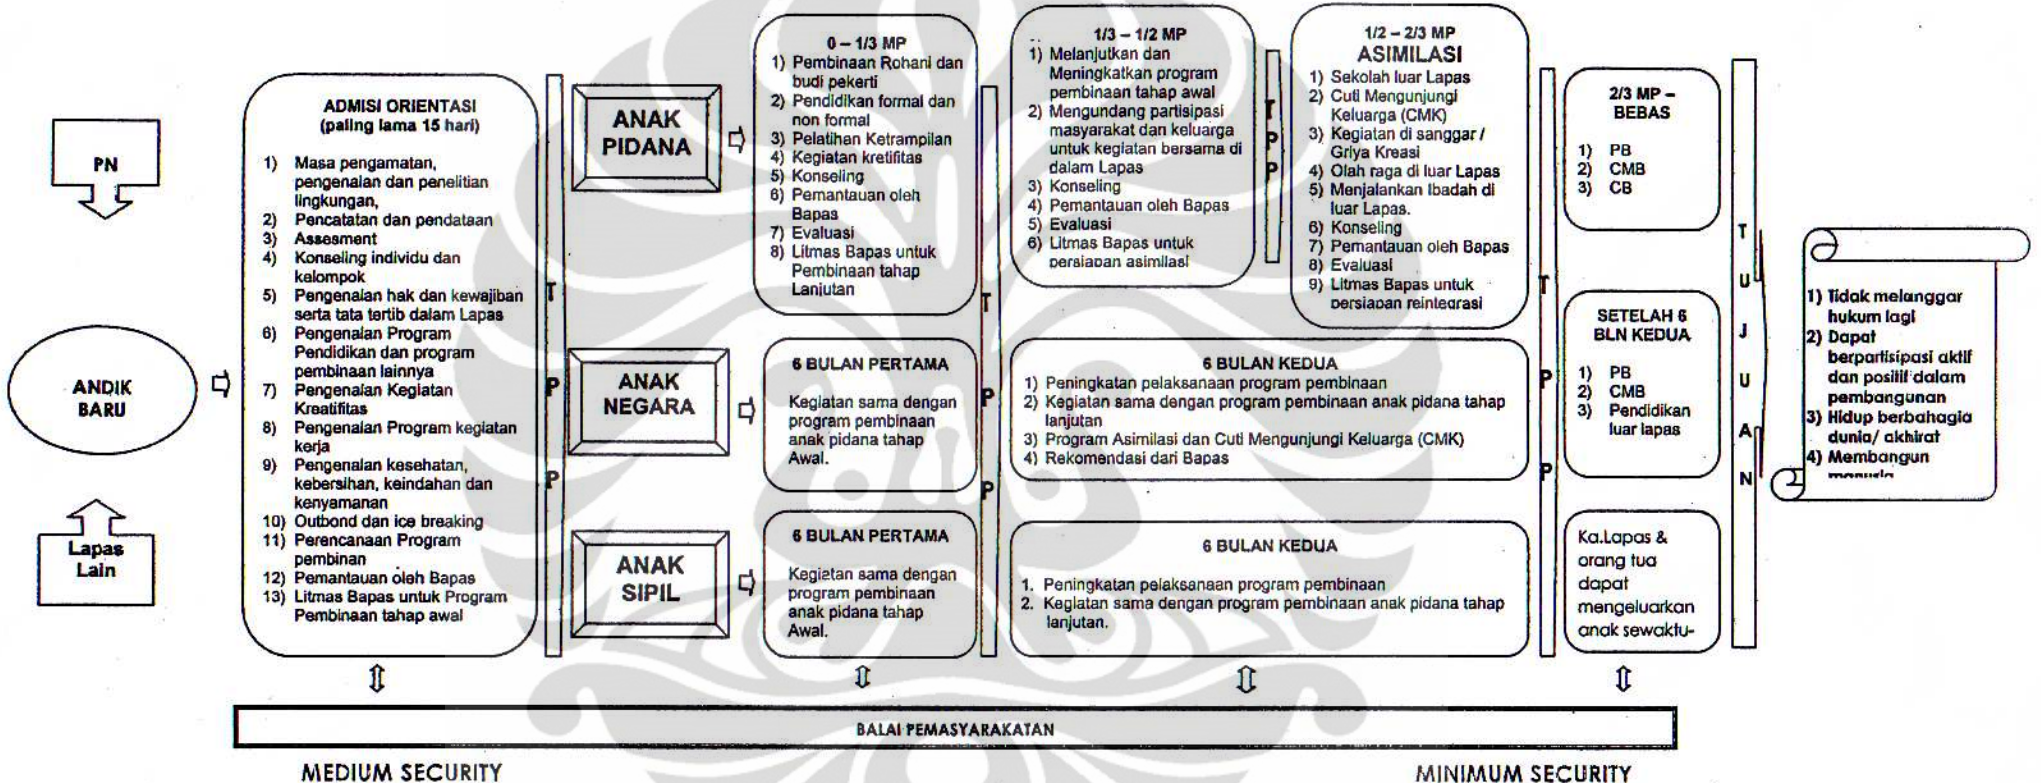 PN
ANDIK
BARU
Lapas
Lain
ADMISI ORIENTASI
(paling lama 15 hari)
1) Masa pengamatan,
pengenalan dan penelitian
lingkungan,
2) Pencatatan dan pendataan
3) Assesment
4) Konseling individu dan
kelompok
5) Pengenalan hak dan kewajiban
serta tata tertib dalam Lapas
6) Pengenalan Program
Pendidikan dan program
pembinaan lainnya
7) Pengenalan Kegiatan
Kreatifitas
8) Pengenalan Program kegiatan
kerja
9) Pengenalan kesehatan,
kebersihan, keindahan dan
kenyamanan
10) Outbond dan ice breaking
11) Perencanaan Program
pembinan
12) Pemantauan oleh Bapas
13) Litmas Bapas untuk Program
Pembinaan tahap awal
T
P
P
ANAK
PIDANA
ANAK
NEGARA
ANAK
SIPIL
0 – 1/3 MP
1) Pembinaan Rohani dan
budi pekerti
2) Pendidikan formal dan
non formal
3) Pelatihan Ketrampilan
4) Kegiatan kretifitas
5) Konseling
6) Pemantauan oleh
Bapas
7) Evaluasi
8) Litmas Bapas untuk
Pembinaan tahap
Lanjutan
6 BULAN PERTAMA
Kegiatan sama dengan
program pembinaan
anak pidana tahap
Awal.
6 BULAN PERTAMA
Kegiatan sama dengan
program pembinaan
anak pidana tahap
Awal.
T
P
P
1/3 – 1/2 MP
1) Melanjutkan dan
Meningkatkan program
pembinaan tahap awal
2) Mengundang partisipasi
masyarakat dan keluarga
untuk kegiatan bersama di
dalam Lapas
3) Konseling
4) Pemantauan oleh Bapas
5) Evaluasi
6) Litmas Bapas untuk
persiapan asimilasi
T
P
P
1/2 – 2/3 MP
ASIMILASI
1) Sekolah luar Lapas
2) Cuti Mengunjungi
Keluarga (CMK)
3) Kegiatan di sanggar /
Griya Kreasi
4) Olah raga di luar Lapas
5) Menjalankan Ibadah di
luar Lapas.
6) Konseling
7) Pemantauan oleh Bapas
8) Evaluasi
9) Litmas Bapas untuk
persiapan reintegrasi
6 BULAN KEDUA
1) Peningkatan pelaksanaan program pembinaan
2) Kegiatan sama dengan program pembinaan anak pidana tahap
lanjutan
3) Program Asimilasi dan Cuti Mengunjungi Keluarga (CMK)
4) Rekomendasi dari Bapas
6 BULAN KEDUA
1. Peningkatan pelaksanaan program pembinaan
2. Kegiatan sama dengan program pembinaan anak pidana tahap
lanjutan.
T
P
P
2/3 MP –
BEBAS
1) PB
2) CMB
3) CB
SETELAH 6
BLN KEDUA
1) PB
2) CMB
3) Pendidikan
luar lapas
Ka.Lapas &
orang tua
dapat
mengeluarkan
anak sewaktu-
T
U
J
U
A
N
1) Tidak melanggar
hukum lagi
2) Dapat
berpartisipasi aktif
dan positif dalam
pembangunan
3) Hidup berbahagia
dunia/ akhirat
4) Membangun
BALAI PEMASYARAKATAN
MEDIUM SECURITY
MINIMUM SECURITY